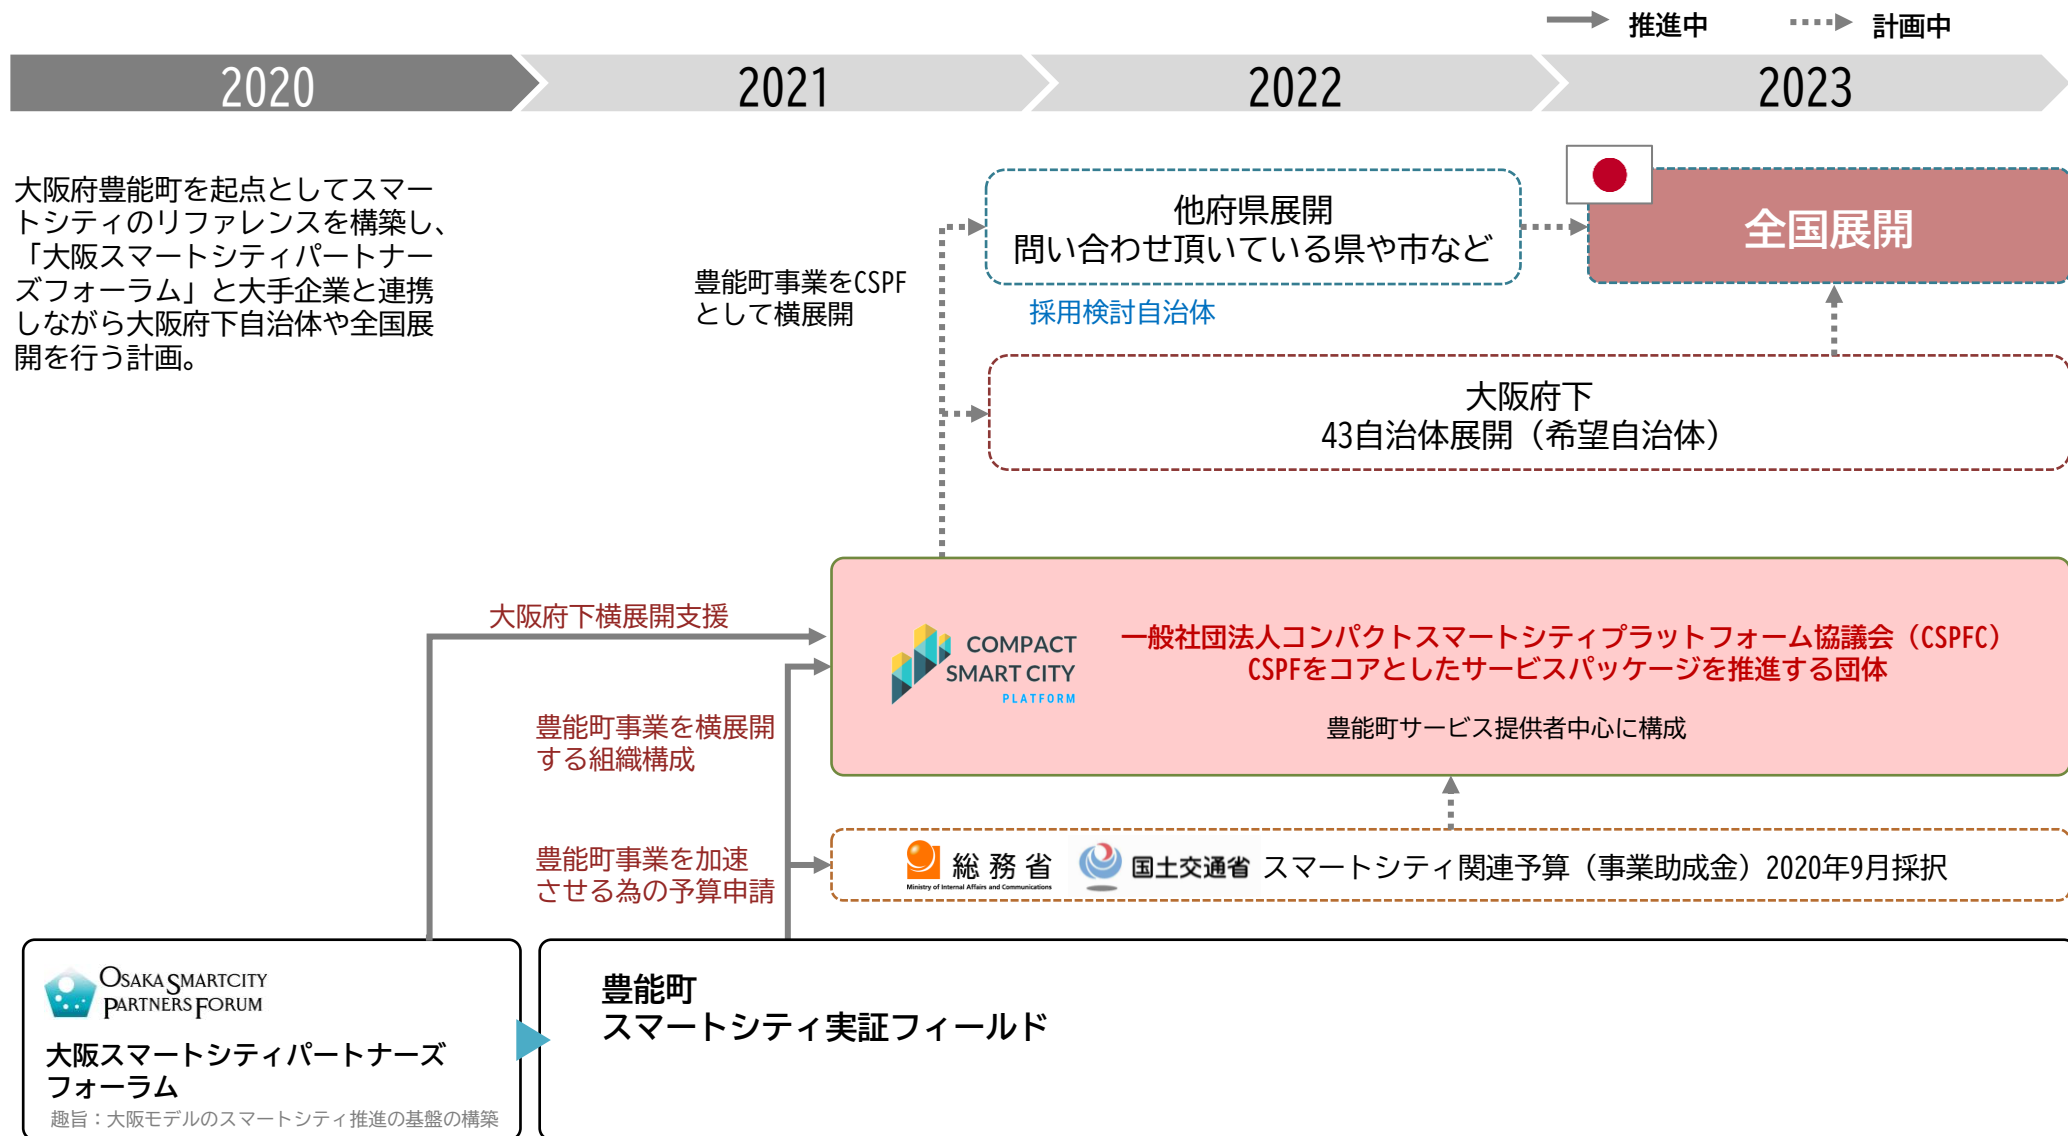 推進中
計画中
2020
2021
2022
2023
大阪府豊能町を起点としてスマー
トシティのリファレンスを構築し、
「大阪スマートシティパートナー
ズフォーラム」と大手企業と連携
しながら大阪府下自治体や全国展
開を行う計画。
豊能町事業をCSPF
として横展開
他府県展開
問い合わせ頂いている県や市など
採用検討自治体
全国展開
大阪府下
43自治体展開（希望自治体）
大阪府下横展開支援
豊能町事業を横展開
する組織構成
豊能町事業を加速
させる為の予算申請
COMPACT
SMART CITY
PLATFORM
一般社団法人コンパクトスマートシティプラットフォーム協議会（CSPFC）
CSPFをコアとしたサービスパッケージを推進する団体
豊能町サービス提供者中心に構成
総務省
Ministry of Internal Affairs and Communications
国土交通省
スマートシティ関連予算（事業助成金）2020年9月採択
OSAKA SMARTCITY
PARTNERS FORUM
大阪スマートシティパートナーズ
フォーラム
趣旨：大阪モデルのスマートシティ推進の基盤の構築
豊能町
スマートシティ実証フィールド